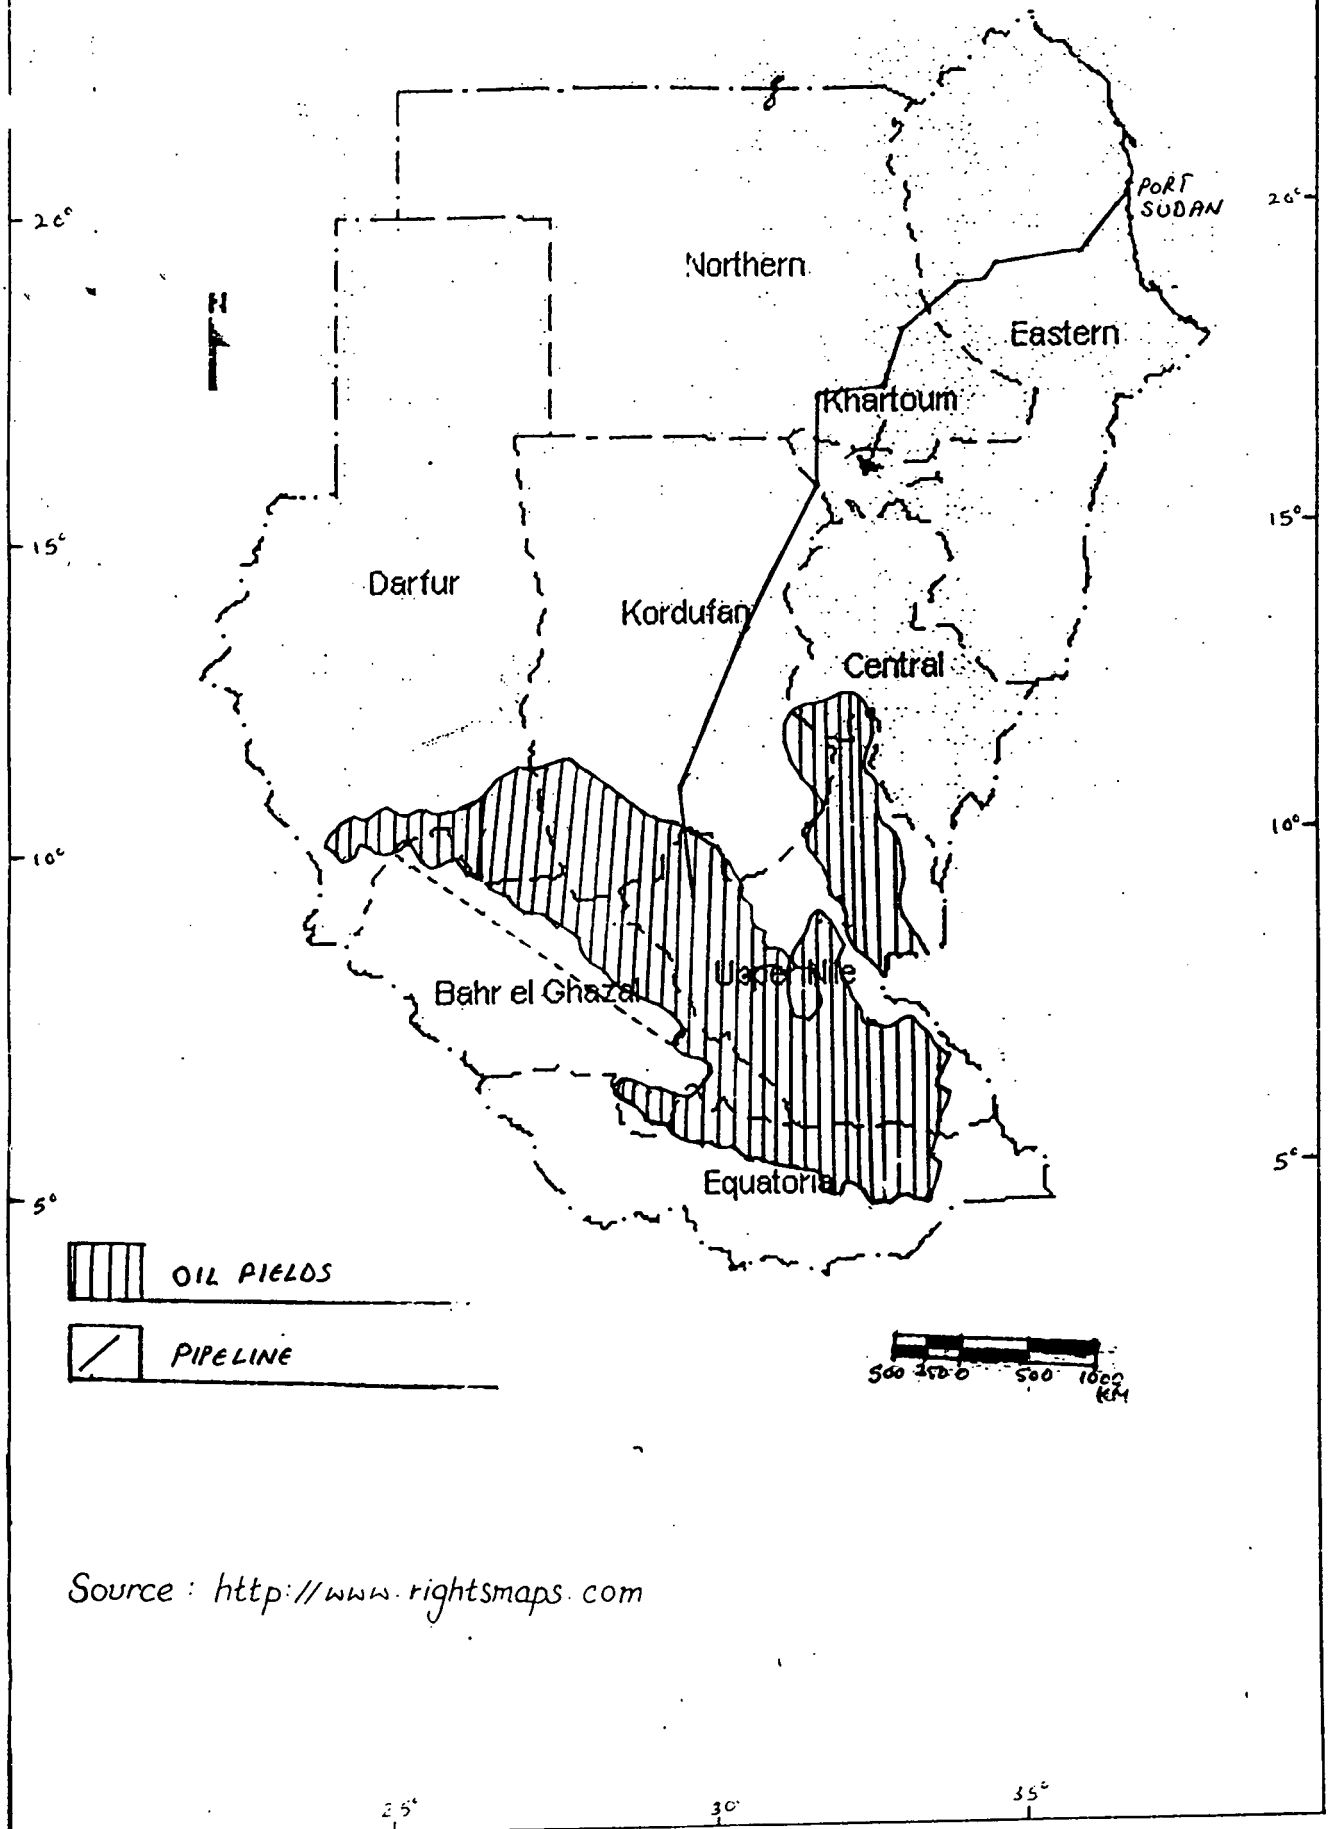 PORT
SUDAN
20°
20°
N
Northern
Eastern
Khartoum
15°
15°
Darfur
Kordufan
Central
10°
10°
Upper Nile
Bahr el Ghazal
5°
5°
Equatoria
OIL FIELDS
PIPELINE
500 250 0 500 1000
KM
Source : http://www.rightsmaps.com
25° 30° 35°